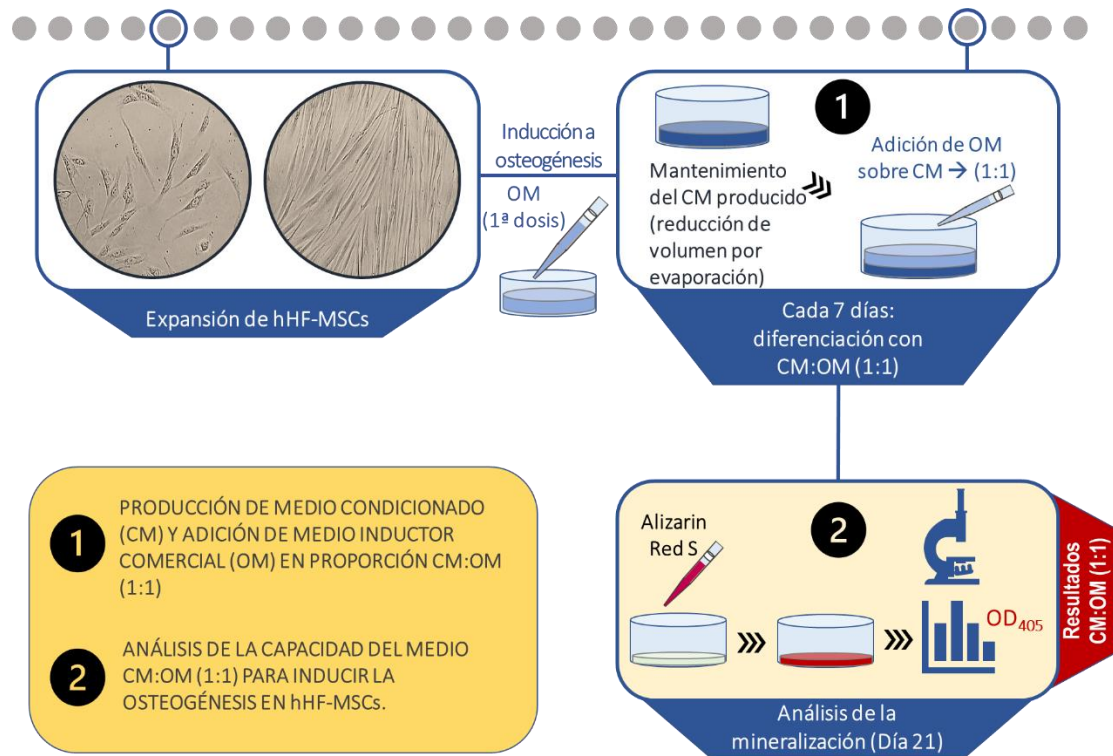 Expansión de hHF-MSCs
Inducción a
osteogénesis
OM
(1ª dosis)
1
Mantenimiento
del CM producido
(reducción de
volumen por
evaporación)
Adición de OM
sobre CM → (1:1)
Cada 7 días:
diferenciación con
CM:OM (1:1)
1
PRODUCCIÓN DE MEDIO CONDICIONADO
(CM) Y ADICIÓN DE MEDIO INDUCTOR
COMERCIAL (OM) EN PROPORCIÓN CM:OM
(1:1)
2
ANÁLISIS DE LA CAPACIDAD DEL MEDIO
CM:OM (1:1) PARA INDUCIR LA
OSTEOGÉNESIS EN hHF-MSCs.
Alizarin
Red S
2
OD405
Análisis de la
mineralización (Día 21)
Resultados
CM:OM (1:1)